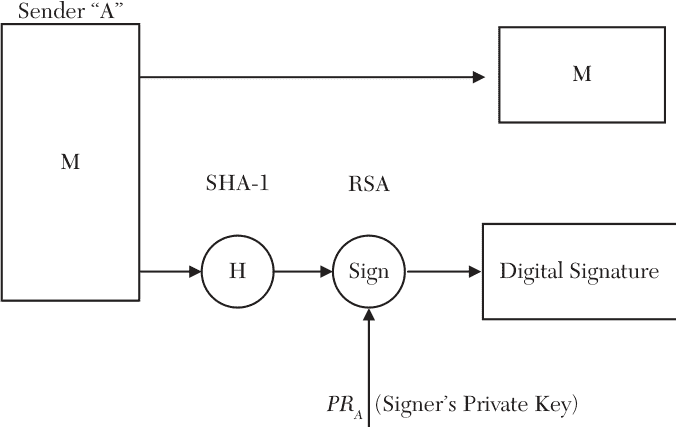 Sender “A”
M
M
SHA-1
RSA
H
Sign
Digital Signature
PR_A (Signer’s Private Key)